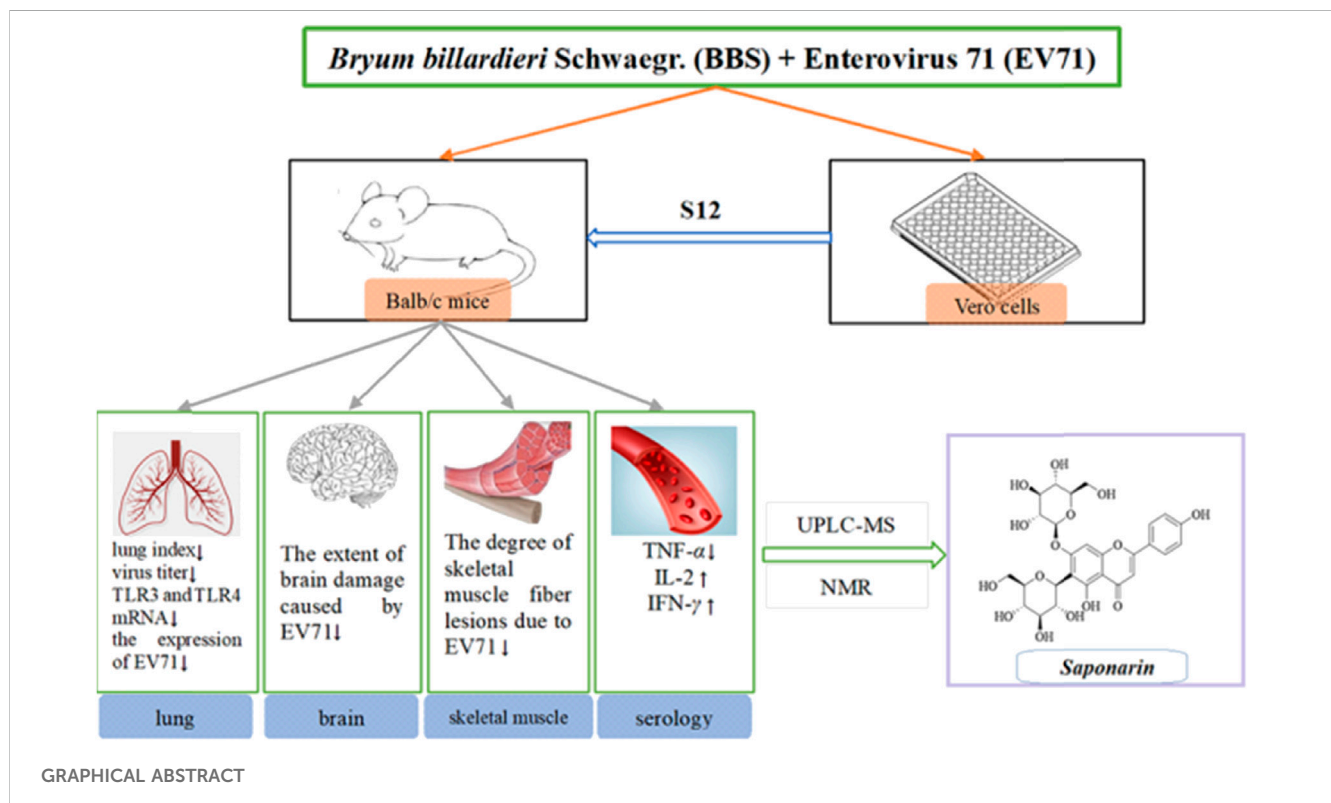 Bryum billardieri Schwaegr. (BBS) + Enterovirus 71 (EV71)
S12
Balb/c mice
Vero cells
lung index↓
virus titer↓
TLR3 and TLR4
mRNA↓
the expression
of EV71↓
The extent of
brain damage
caused by
EV71↓
The degree of
skeletal
muscle fiber
lesions due to
EV71↓
TNF-α↓
IL-2 ↑
IFN-γ ↑
lung
brain
skeletal muscle
serology
UPLC-MS
NMR
OH
HO
OH
HO
O
O
OH
O
HO
O
HO
HO
OH
OH
OH
O
Saponarin
GRAPHICAL ABSTRACT